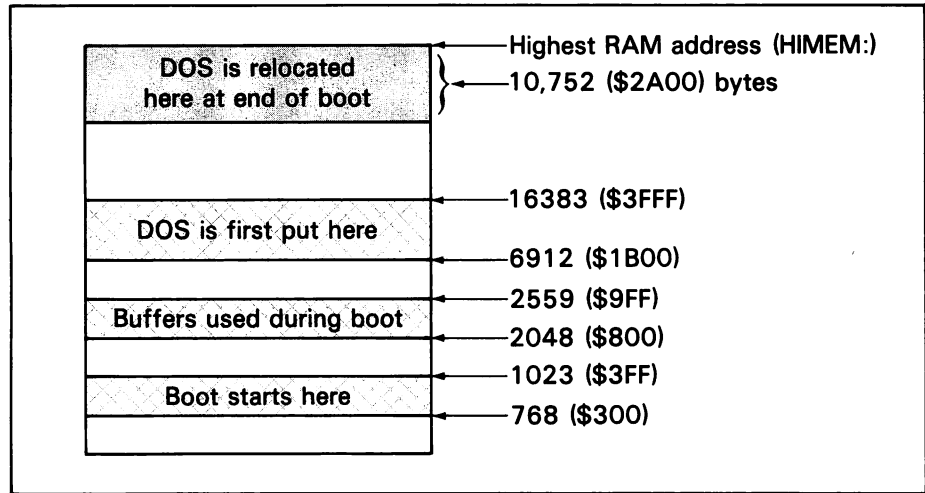 Highest RAM address (HIMEM:)
DOS is relocated
here at end of boot
10,752 ($2A00) bytes
16383 ($3FFF)
DOS is first put here
6912 ($1B00)
2559 ($9FF)
Buffers used during boot
2048 ($800)
1023 ($3FF)
Boot starts here
768 ($300)